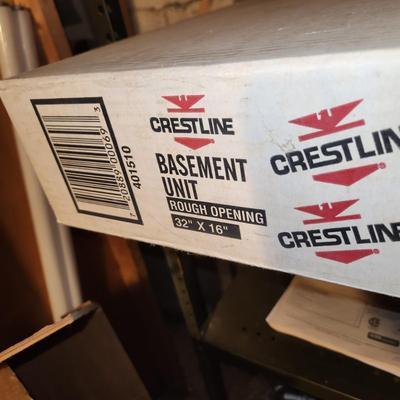 CRESTLINE
BASEMENT
UNIT
ROUGH OPENING
32" X 16"
401510
CRESTLINE
CRESTLINE